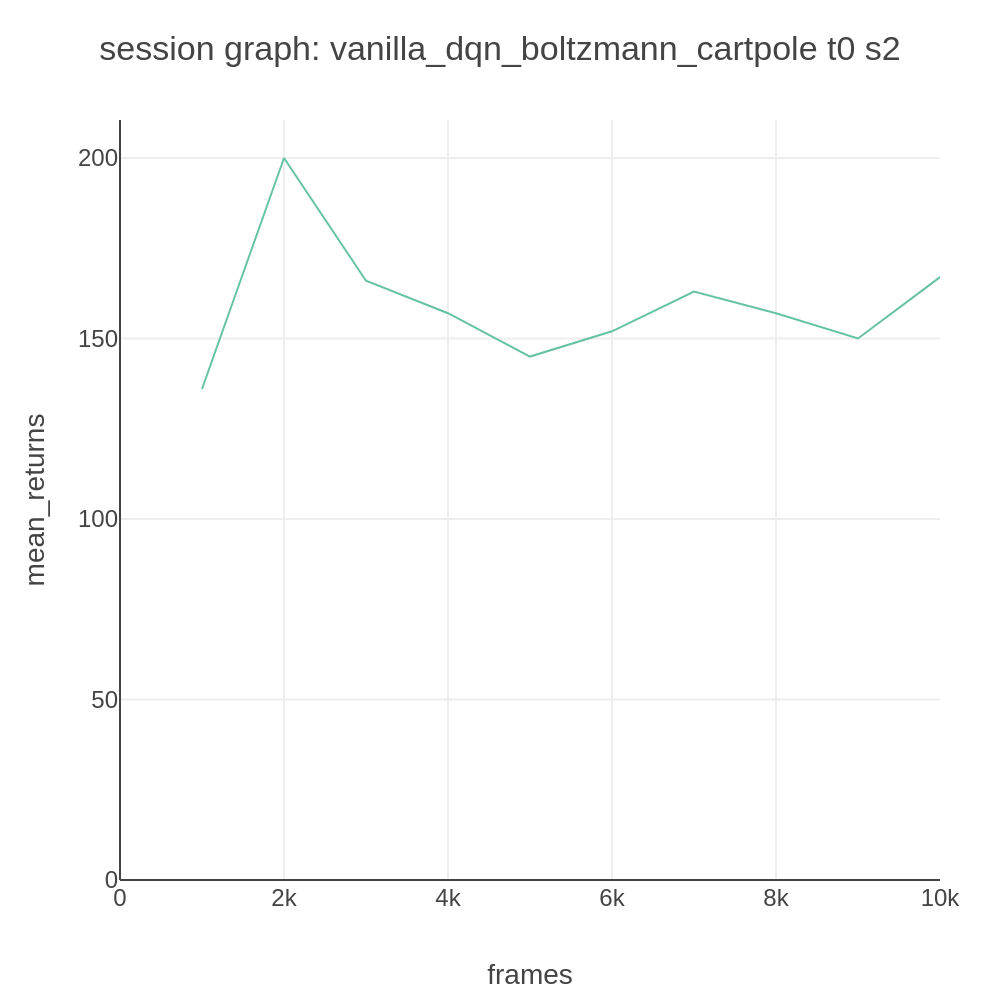 session graph: vanilla_dqn_boltzmann_cartpole t0 s2
mean_returns
200
150
100
50
0
0 2k 4k 6k 8k 10k
frames